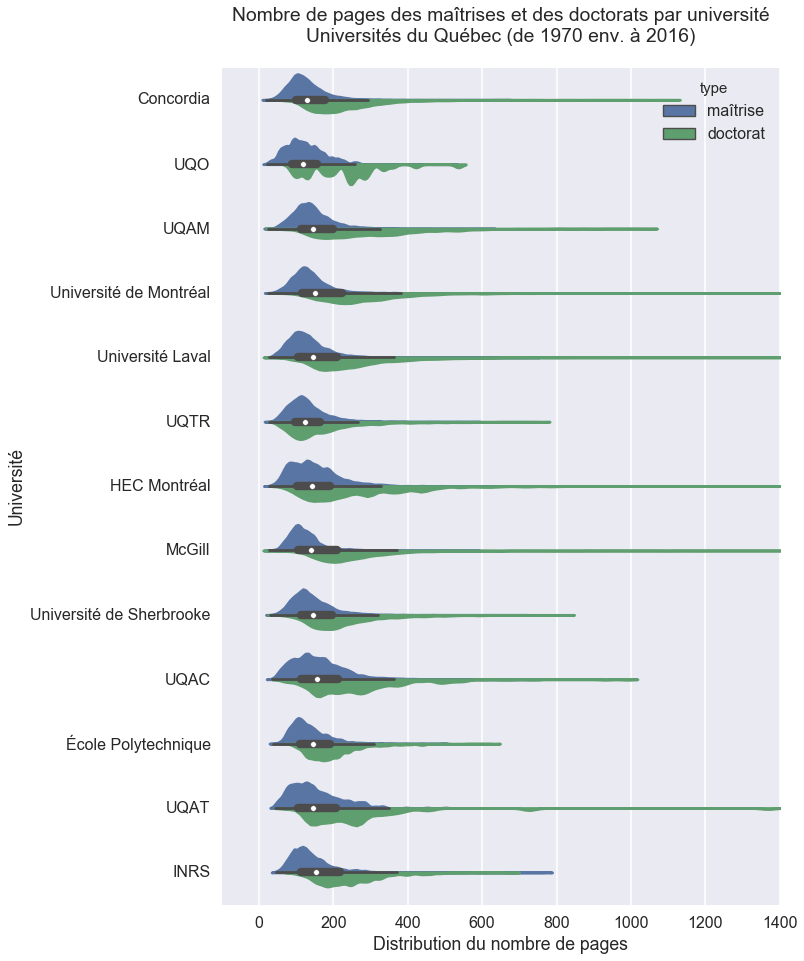 Nombre de pages des maîtrises et des doctorats par université
Universités du Québec (de 1970 env. à 2016)
type
maîtrise
doctorat
Concordia
UQO
UQAM
Université de Montréal
Université Laval
UQTR
HEC Montréal
McGill
Université de Sherbrooke
UQAC
École Polytechnique
UQAT
INRS
Université
0 200 400 600 800 1000 1200 1400
Distribution du nombre de pages